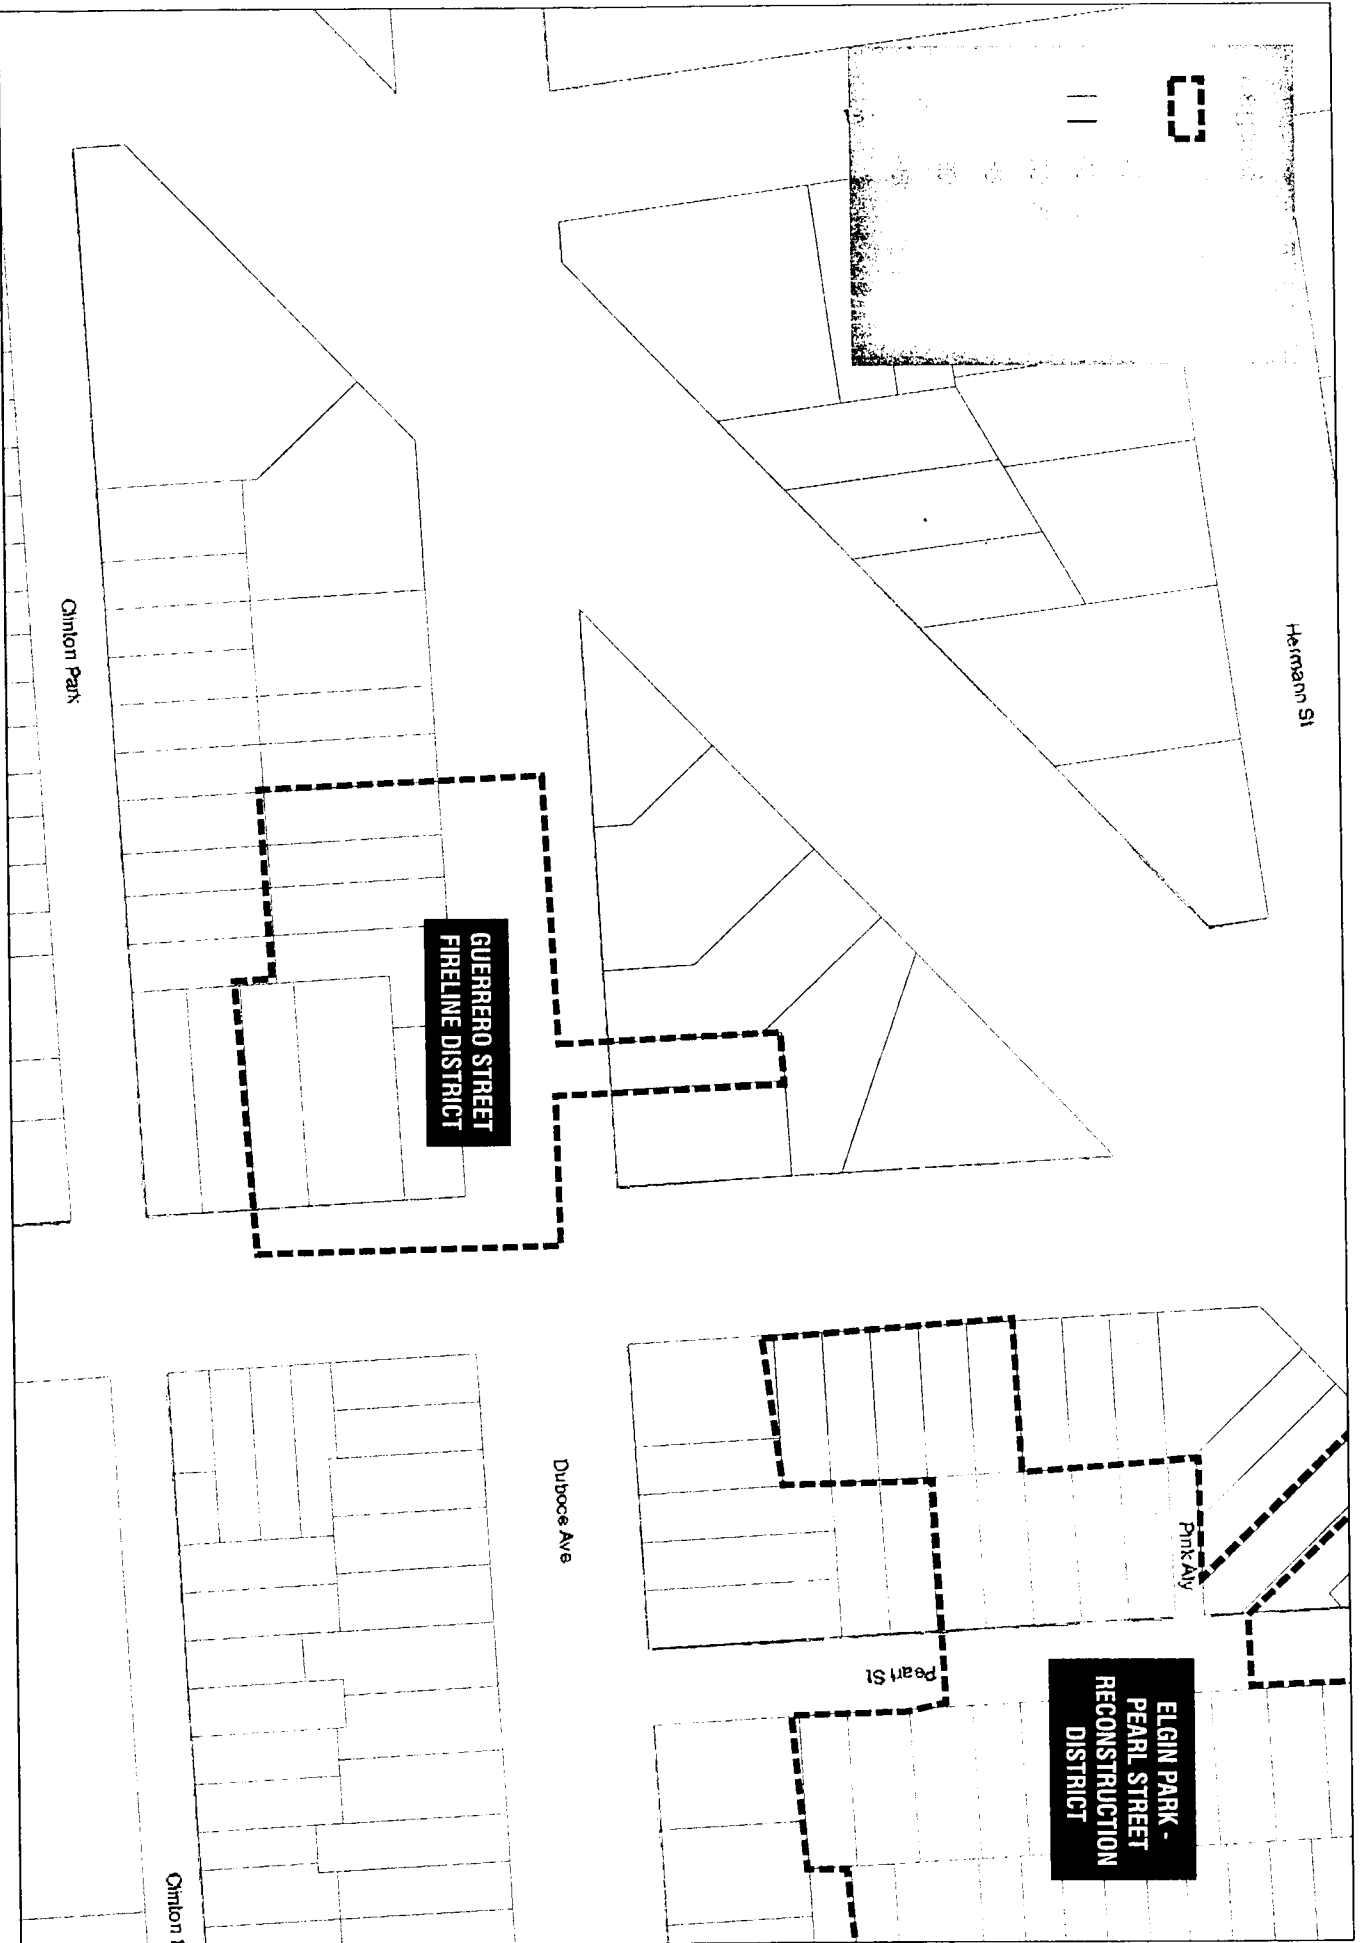 Hermann St
Clinton Park
GUERRERO STREET
FIRELINE DISTRICT
Duboce Ave
Pink Aly
Pearl St
ELGIN PARK -
PEARL STREET
RECONSTRUCTION
DISTRICT
Clinton